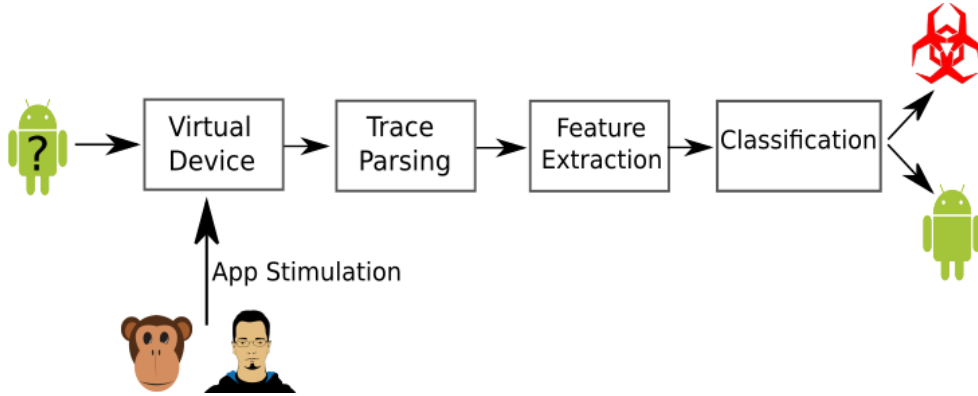 ?
Virtual
Device
Trace
Parsing
Feature
Extraction
Classification
App Stimulation